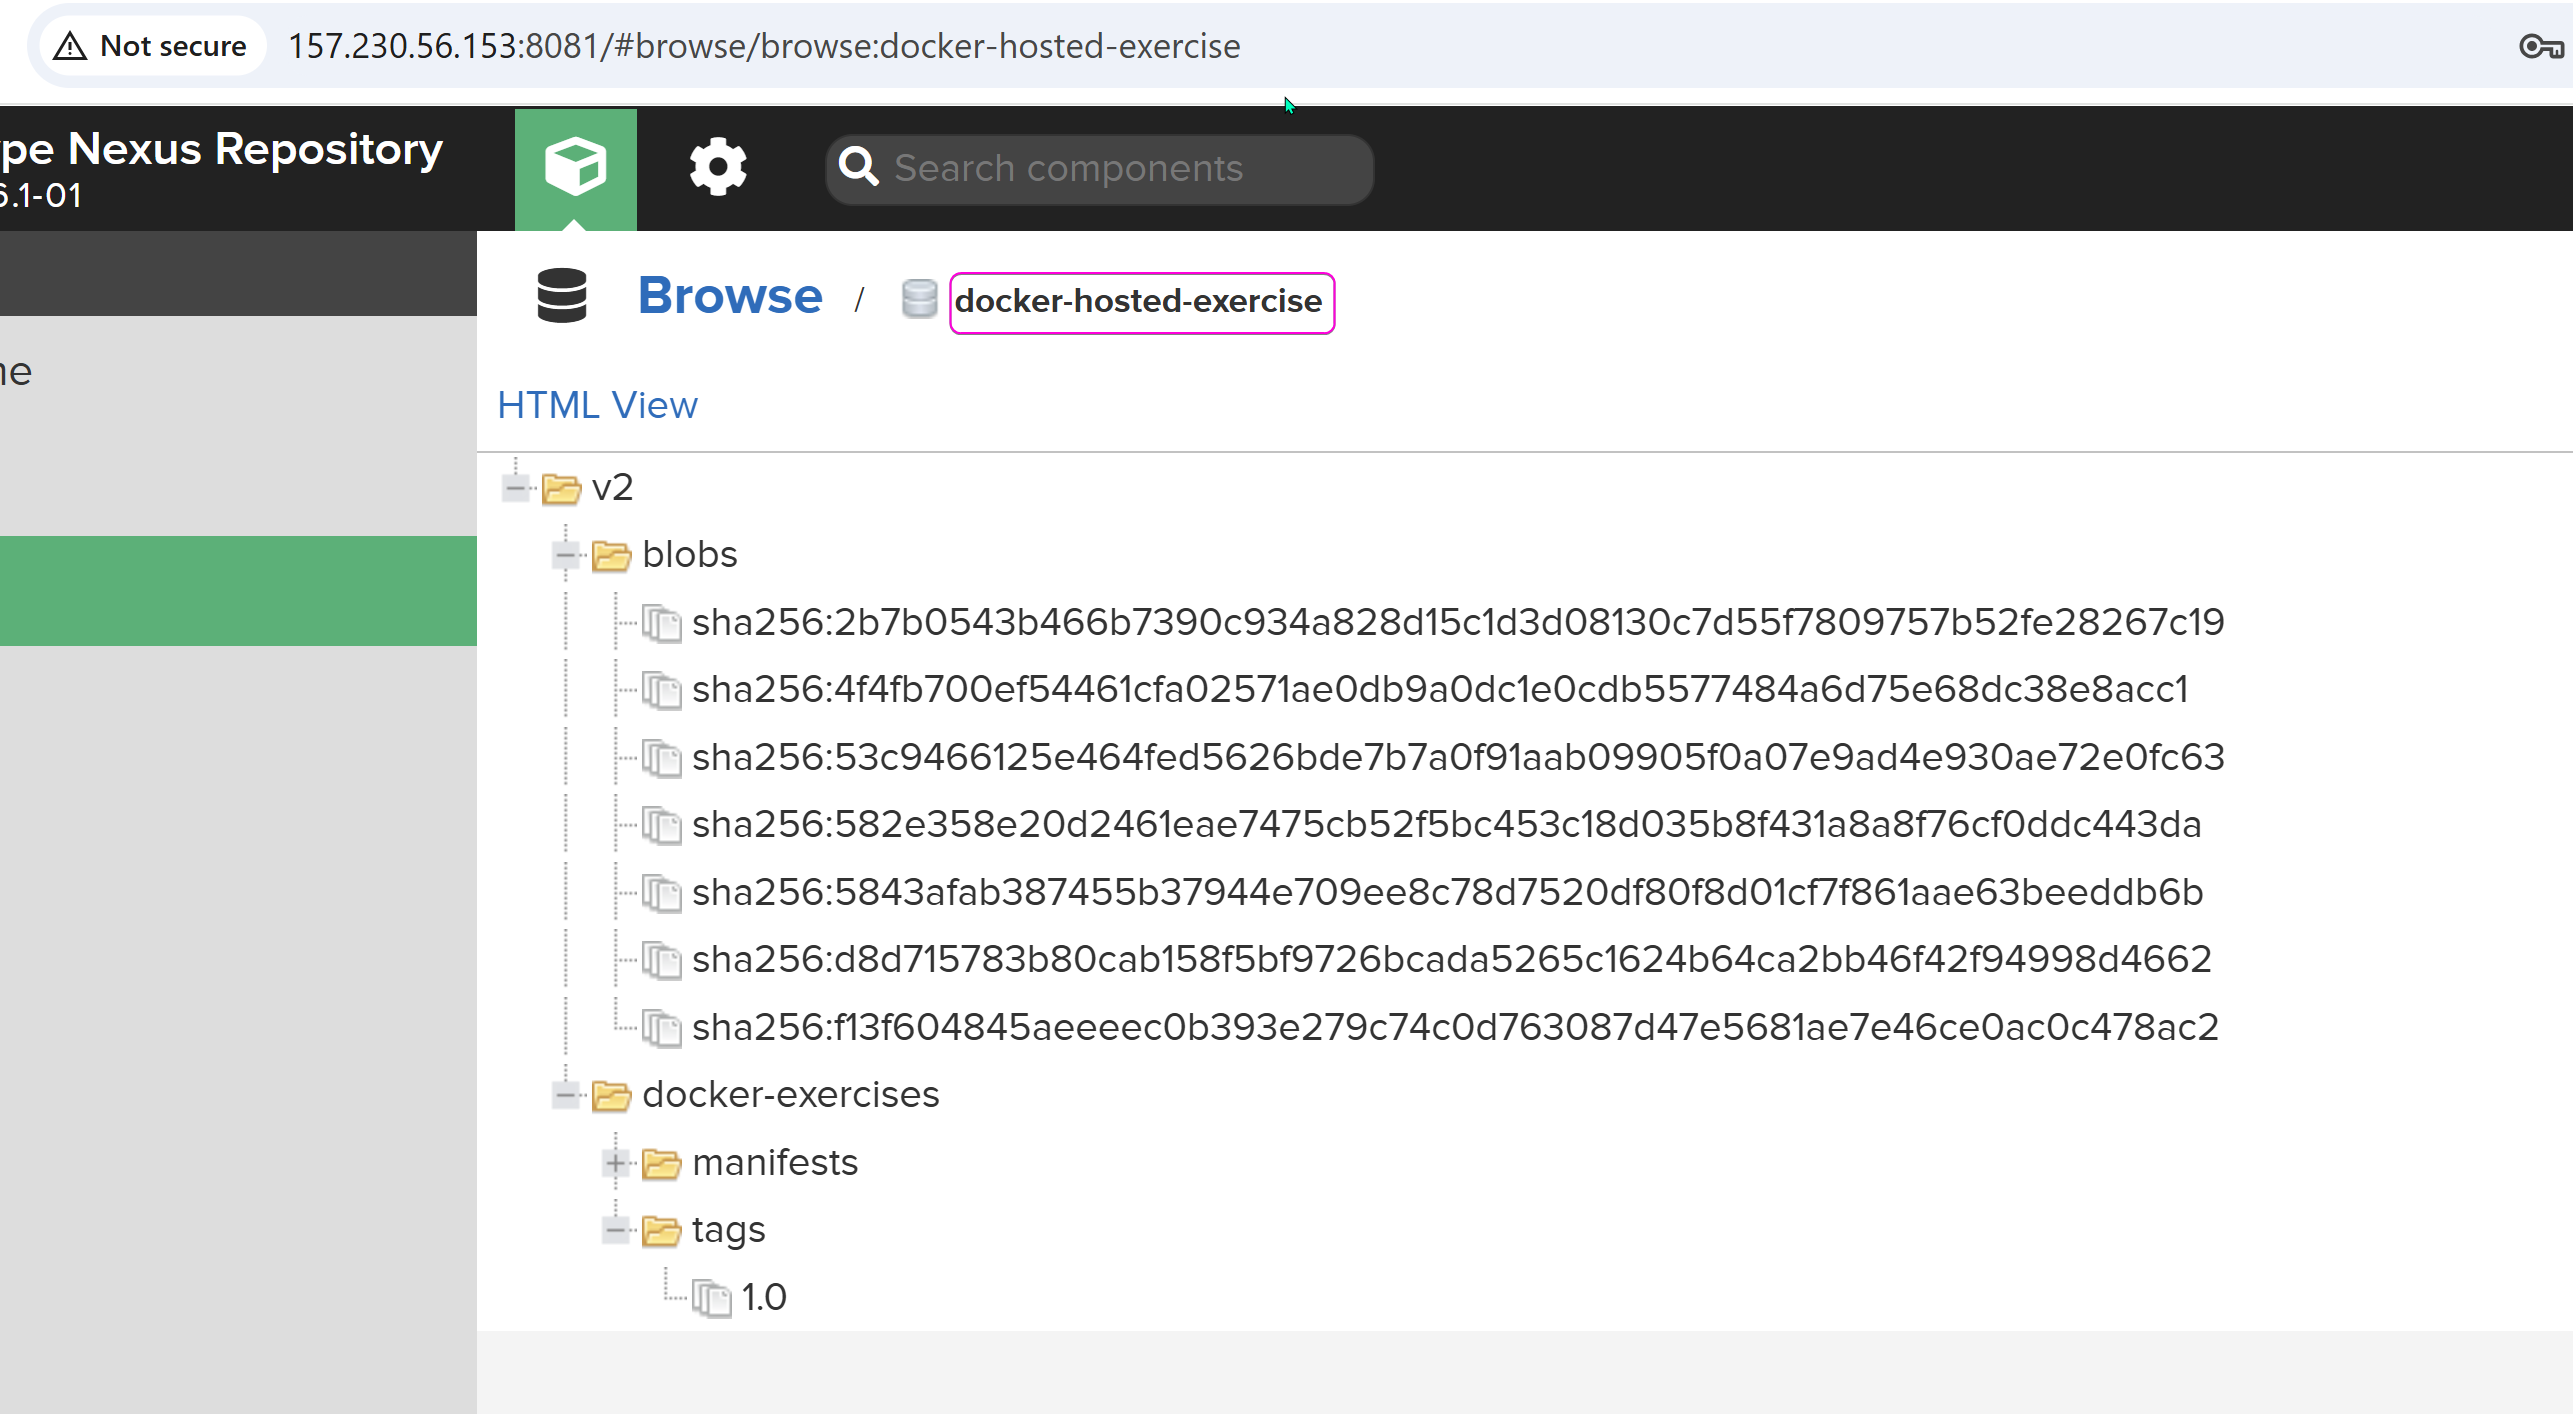 Not secure 157.230.56.153:8081/#browse/browse:docker-hosted-exercise
pe Nexus Repository
.1-01
Search components
Browse / docker-hosted-exercise
HTML View
v2
blobs
sha256:2b7b0543b466b7390c934a828d15c1d3d08130c7d55f7809757b52fe28267c19
sha256:4f4fb700ef54461cfa02571ae0db9a0dc1e0cdb5577484a6d75e68dc38e8acc1
sha256:53c9466125e464fed5626bde7b7a0f91aab09905f0a07e9ad4e930ae72e0fc63
sha256:582e358e20d2461eae7475cb52f5bc453c18d035b8f431a8a8f76cf0ddc443da
sha256:5843afab387455b37944e709ee8c78d7520df80f8d01cf7f861aae63beeddb6b
sha256:d8d715783b80cab158f5bf9726bcada5265c1624b64ca2bb46f42f94998d4662
sha256:f13f604845aeeeec0b393e279c74c0d763087d47e5681ae7e46ce0ac0c478ac2
docker-exercises
manifests
tags
1.0